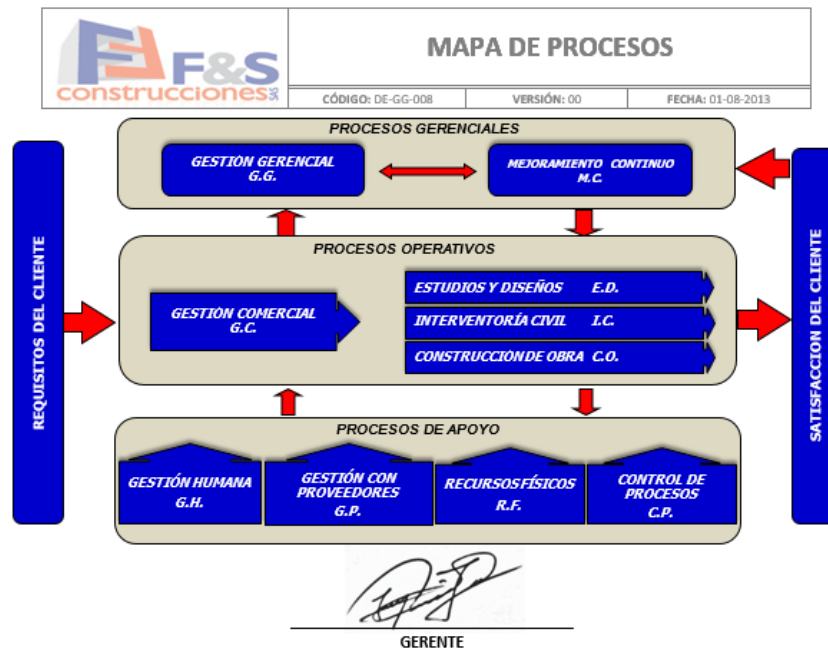 F&S
construcciones SAS
MAPA DE PROCESOS
CÓDIGO: DE-GG-008
VERSIÓN: 00
FECHA: 01-08-2013
REQUISITOS DEL CLIENTE
PROCESOS GERENCIALES
GESTIÓN GERENCIAL
G.G.
MEJORAMIENTO CONTINUO
M.C.
PROCESOS OPERATIVOS
GESTIÒN COMERCIAL
G.C.
ESTUDIOS Y DISEÑOS E.D.
INTERVENTORÍA CIVIL I.C.
CONSTRUCCIÓN DE OBRA C.O.
PROCESOS DE APOYO
GESTIÓN HUMANA
G.H.
GESTIÓN CON
PROVEEDORES
G.P.
RECURSOS FÍSICOS
R.F.
CONTROL DE
PROCESOS
C.P.
SATISFACCION DEL CLIENTE
GERENTE